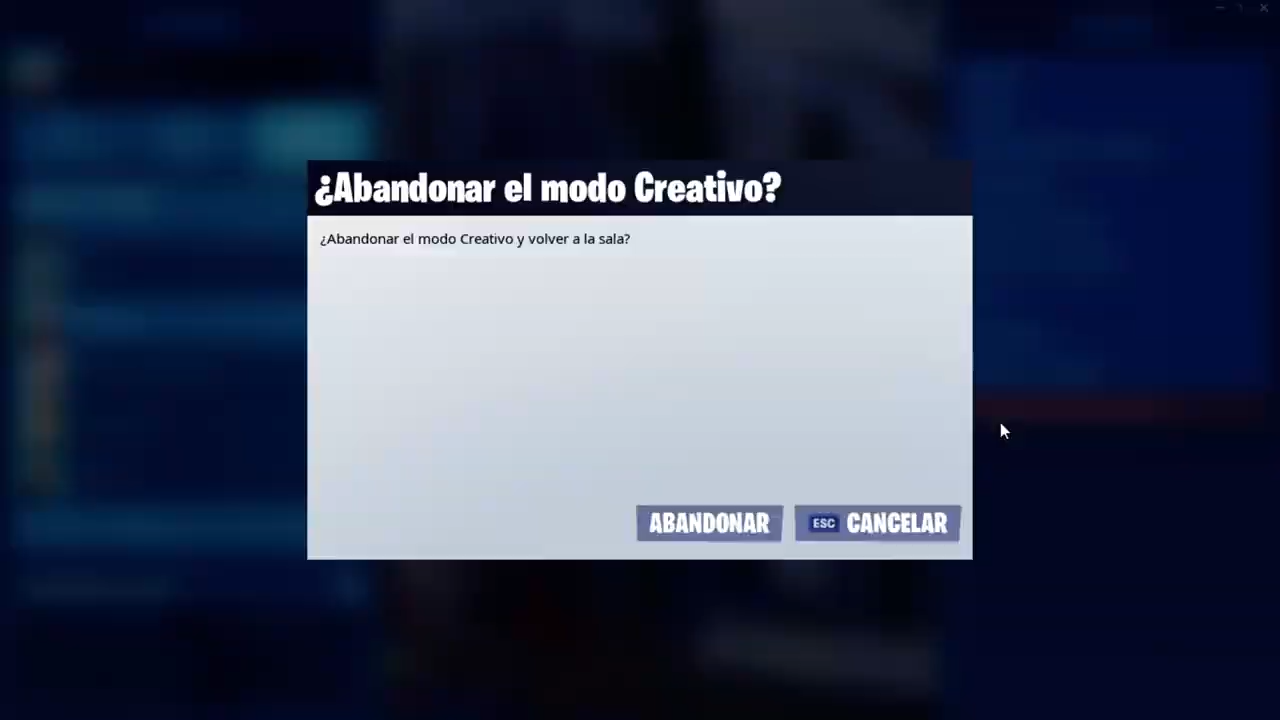 ¿Abandonar el modo Creativo?
¿Abandonar el modo Creativo y volver a la sala?
ABANDONAR
ESC CANCELAR